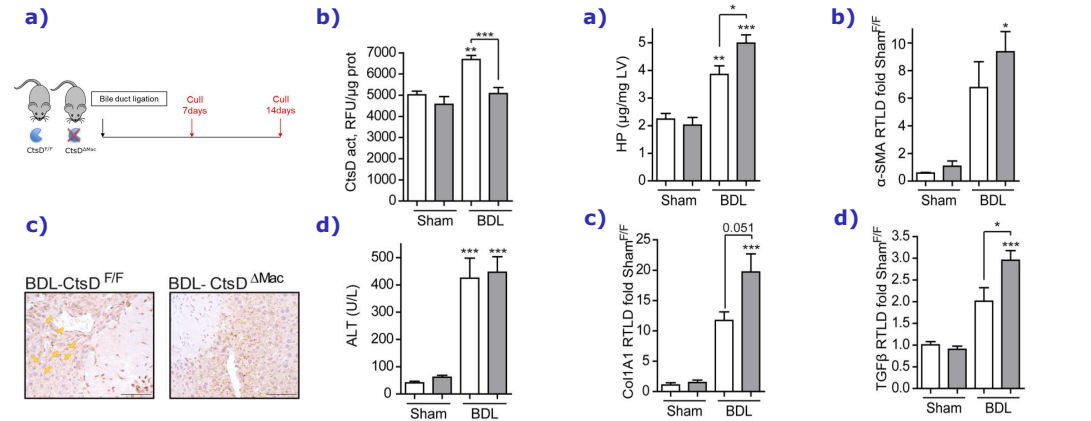 a)
Bile duct ligation
Cull
7days
Cull
14days
CtsD^F/F
CtsD^ΔMac
b)
CtsD act, RFU/µg prot
7000
6000
5000
4000
3000
2000
1000
0
**
***
Sham
BDL
c)
BDL-CtsD F/F
BDL- CtsD ΔMac
d)
ALT (U/L)
500
400
300
200
100
0
***
***
Sham
BDL
a)
HP (µg/mg LV)
6
5
4
3
2
1
0
*
**
***
Sham
BDL
b)
α-SMA RTLD fold Sham^F/F
10
8
6
4
2
0
*
Sham
BDL
c)
Col1A1 RTLD fold Sham^F/F
25
20
15
10
5
0
0.051
***
Sham
BDL
d)
TGFβ RTLD fold Sham^F/F
3.5
3.0
2.5
2.0
1.5
1.0
0.5
0.0
*
***
Sham
BDL